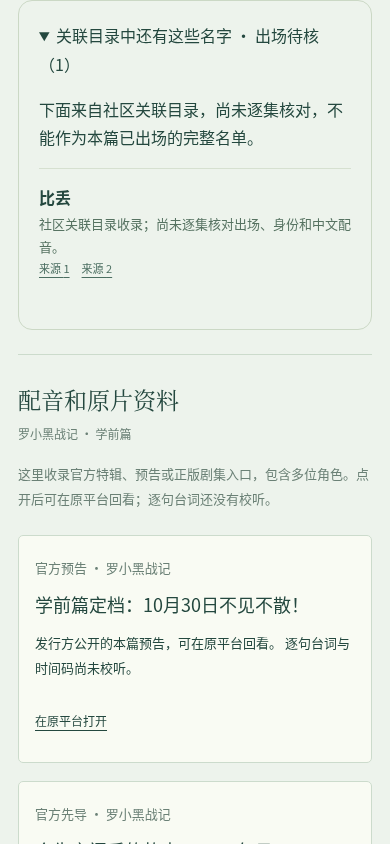 ▼ 关联目录中还有这些名字 · 出场待核
（1）
下面来自社区关联目录，尚未逐集核对，不
能作为本篇已出场的完整名单。
比丢
社区关联目录收录；尚未逐集核对出场、身份和中文配
音。
来源 1 来源 2
配音和原片资料
罗小黑战记 · 学前篇
这里收录官方特辑、预告或正版剧集入口，包含多位角色。点
开后可在原平台回看；逐句台词还没有校听。
官方预告 · 罗小黑战记
学前篇定档：10月30日不见不散！
发行方公开的本篇预告，可在原平台回看。 逐句台词与
时间码尚未校听。
在原平台打开
官方先导 · 罗小黑战记